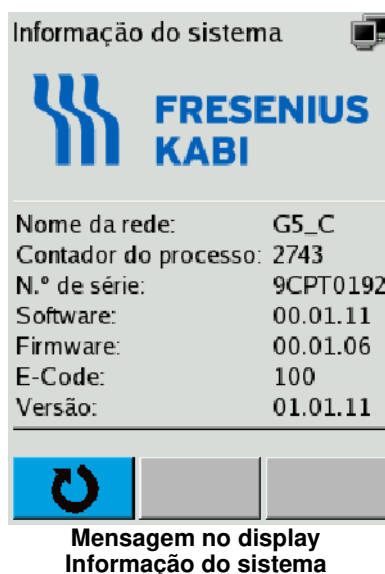 Informação do sistema
FRESENIUS
KABI
Nome da rede: G5_C
Contador do processo: 2743
N.º de série: 9CPT0192
Software: 00.01.11
Firmware: 00.01.06
E-Code: 100
Versão: 01.01.11
Mensagem no display
Informação do sistema